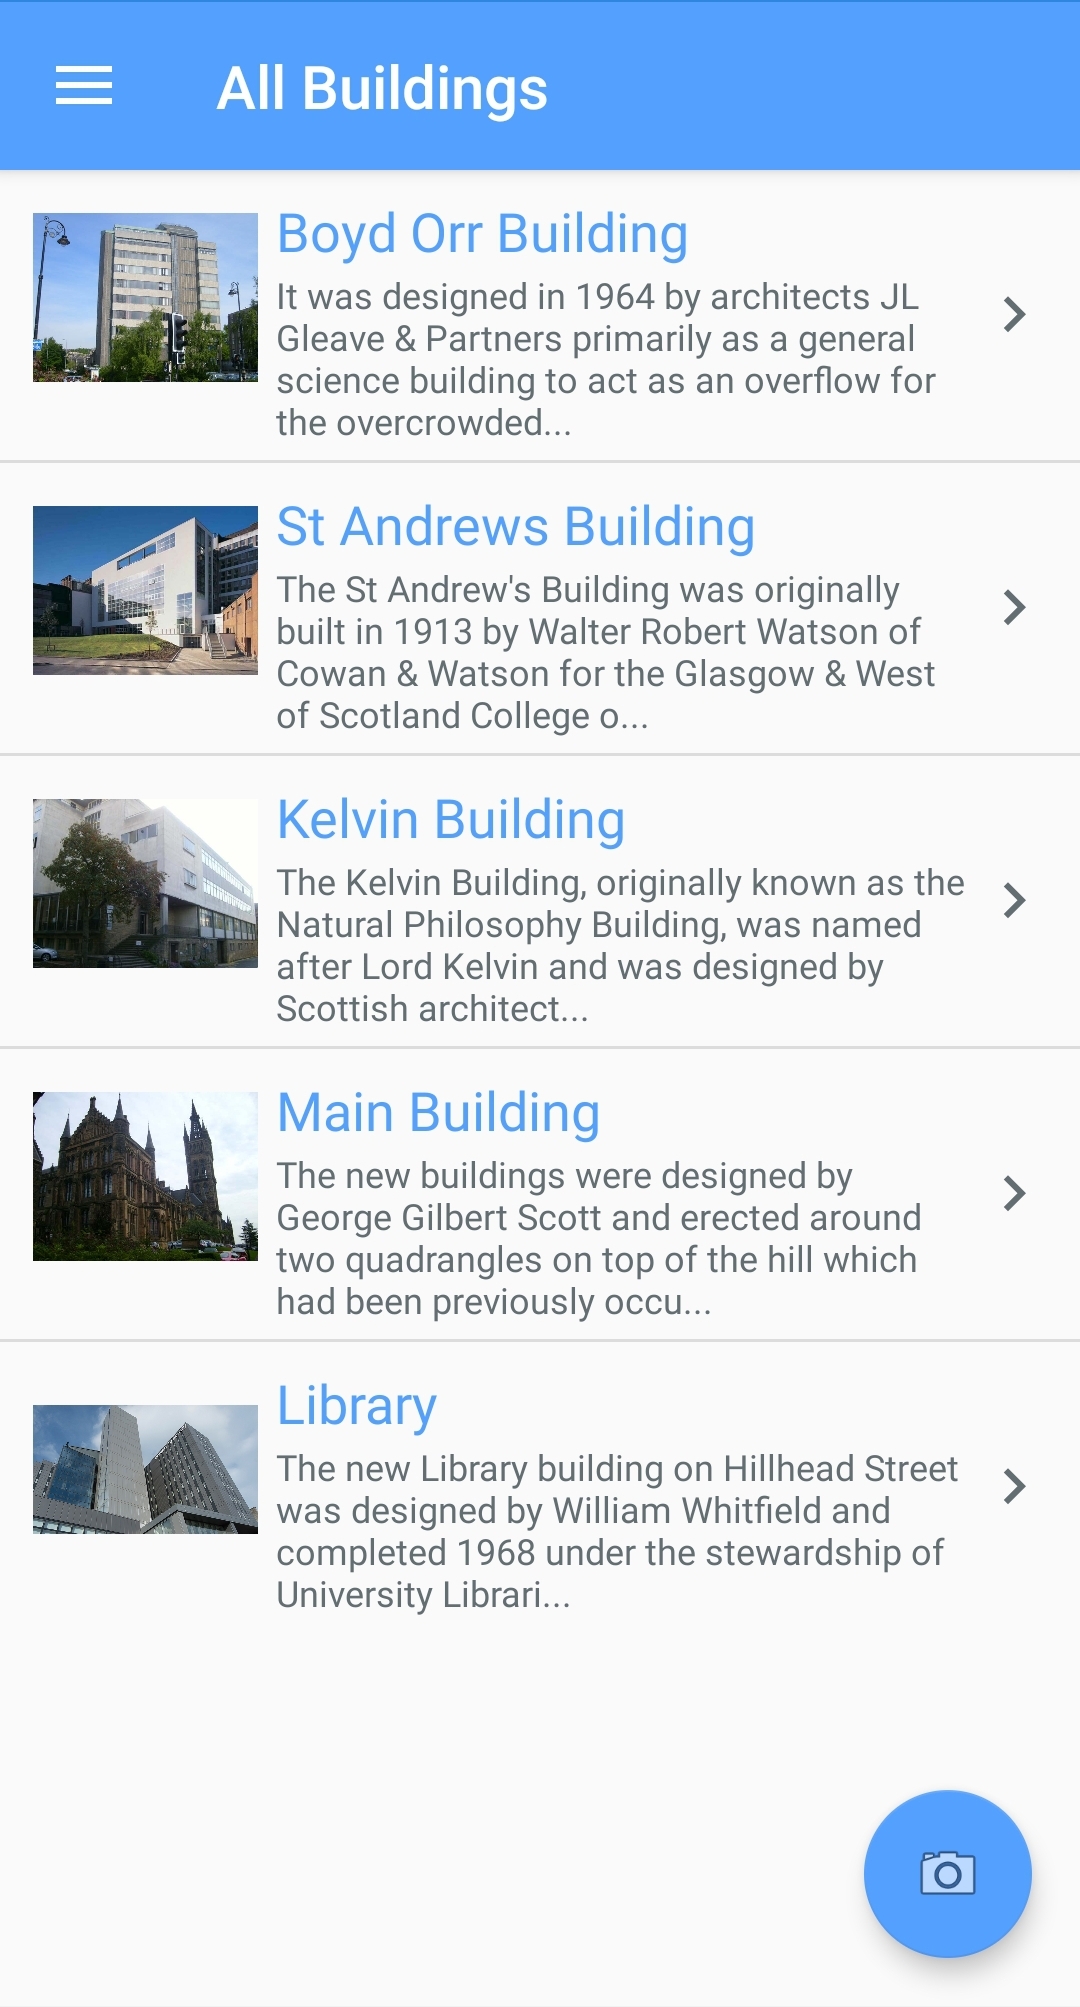 All Buildings
Boyd Orr Building
It was designed in 1964 by architects JL
Gleave & Partners primarily as a general
science building to act as an overflow for
the overcrowded...
St Andrews Building
The St Andrew's Building was originally
built in 1913 by Walter Robert Watson of
Cowan & Watson for the Glasgow & West
of Scotland College o...
Kelvin Building
The Kelvin Building, originally known as the
Natural Philosophy Building, was named
after Lord Kelvin and was designed by
Scottish architect...
Main Building
The new buildings were designed by
George Gilbert Scott and erected around
two quadrangles on top of the hill which
had been previously occu...
Library
The new Library building on Hillhead Street
was designed by William Whitfield and
completed 1968 under the stewardship of
University Librari...